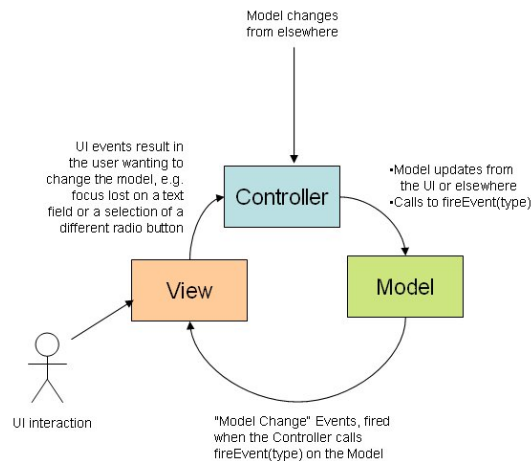 Model changes
from elsewhere
UI events result in
the user wanting to
change the model, e.g.
focus lost on a text
field or a selection of a
different radio button
Controller
•Model updates from
the UI or elsewhere
•Calls to fireEvent(type)
View
Model
UI interaction
"Model Change" Events, fired
when the Controller calls
fireEvent(type) on the Model